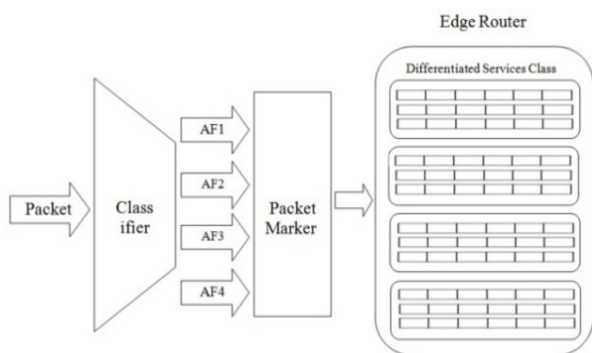 Edge Router
Differentiated Services Class
AF1
AF2
Packet
Class
ifier
Packet
Marker
AF3
AF4